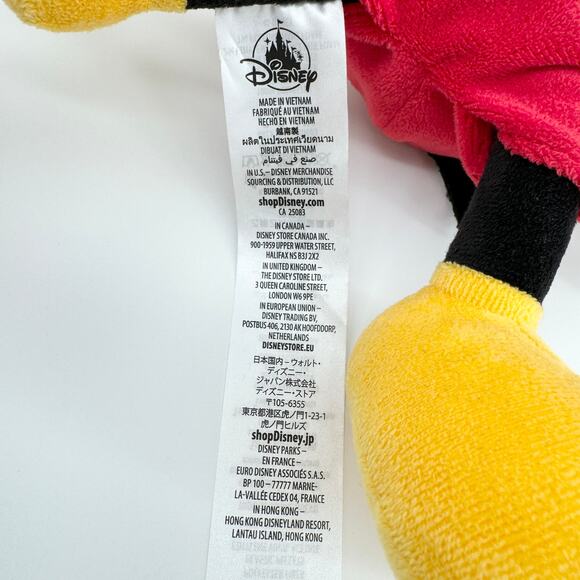 Disney
MADE IN VIETNAM
FABRIQUÉ AU VIETNAM
HECHO EN VIETNAM
越南製
ผลิตในประเทศเวียดนาม
DIBUAT DI VIETNAM
صنع في فيتنام
IN U.S.– DISNEY MERCHANDISE
SOURCING & DISTRIBUTION, LLC
BURBANK, CA 91521
shopDisney.com
CA 25083
IN CANADA –
DISNEY STORE CANADA INC.
900-1959 UPPER WATER STREET,
HALIFAX NS B3J 2X2
IN UNITED KINGDOM –
THE DISNEY STORE LTD.
3 QUEEN CAROLINE STREET,
LONDON W6 9PE
IN EUROPEAN UNION –
DISNEY TRADING BV,
POSTBUS 406, 2130 AK HOOFDORP,
NETHERLANDS
DISNEYSTORE.EU
日本国内 – ウォルト・
ディズニー・
ジャパン株式会社
ディズニー・ストア
〒105-6355
東京都港区虎ノ門1-23-1
虎ノ門ヒルズ
shopDisney.jp
DISNEY PARKS –
EN FRANCE –
EURO DISNEY ASSOCIÉS S.A.S.
BP 100 – 77777 MARNE-
LA-VALLÉE CEDEX 04, FRANCE
IN HONG KONG –
HONG KONG DISNEYLAND RESORT,
LANTAU ISLAND, HONG KONG